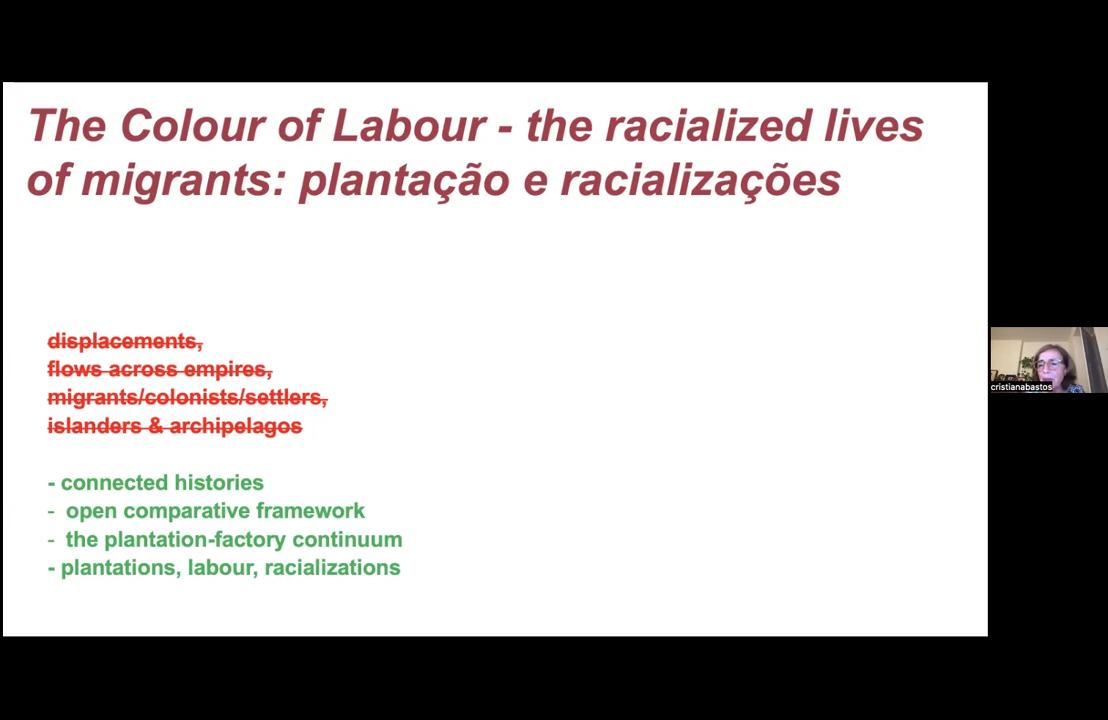 The Colour of Labour - the racialized lives
of migrants: plantação e racializações
displacements,
flows across empires,
migrants/colonists/settlers,
islanders & archipelagos
- connected histories
- open comparative framework
- the plantation-factory continuum
- plantations, labour, racializations
cristianabastos